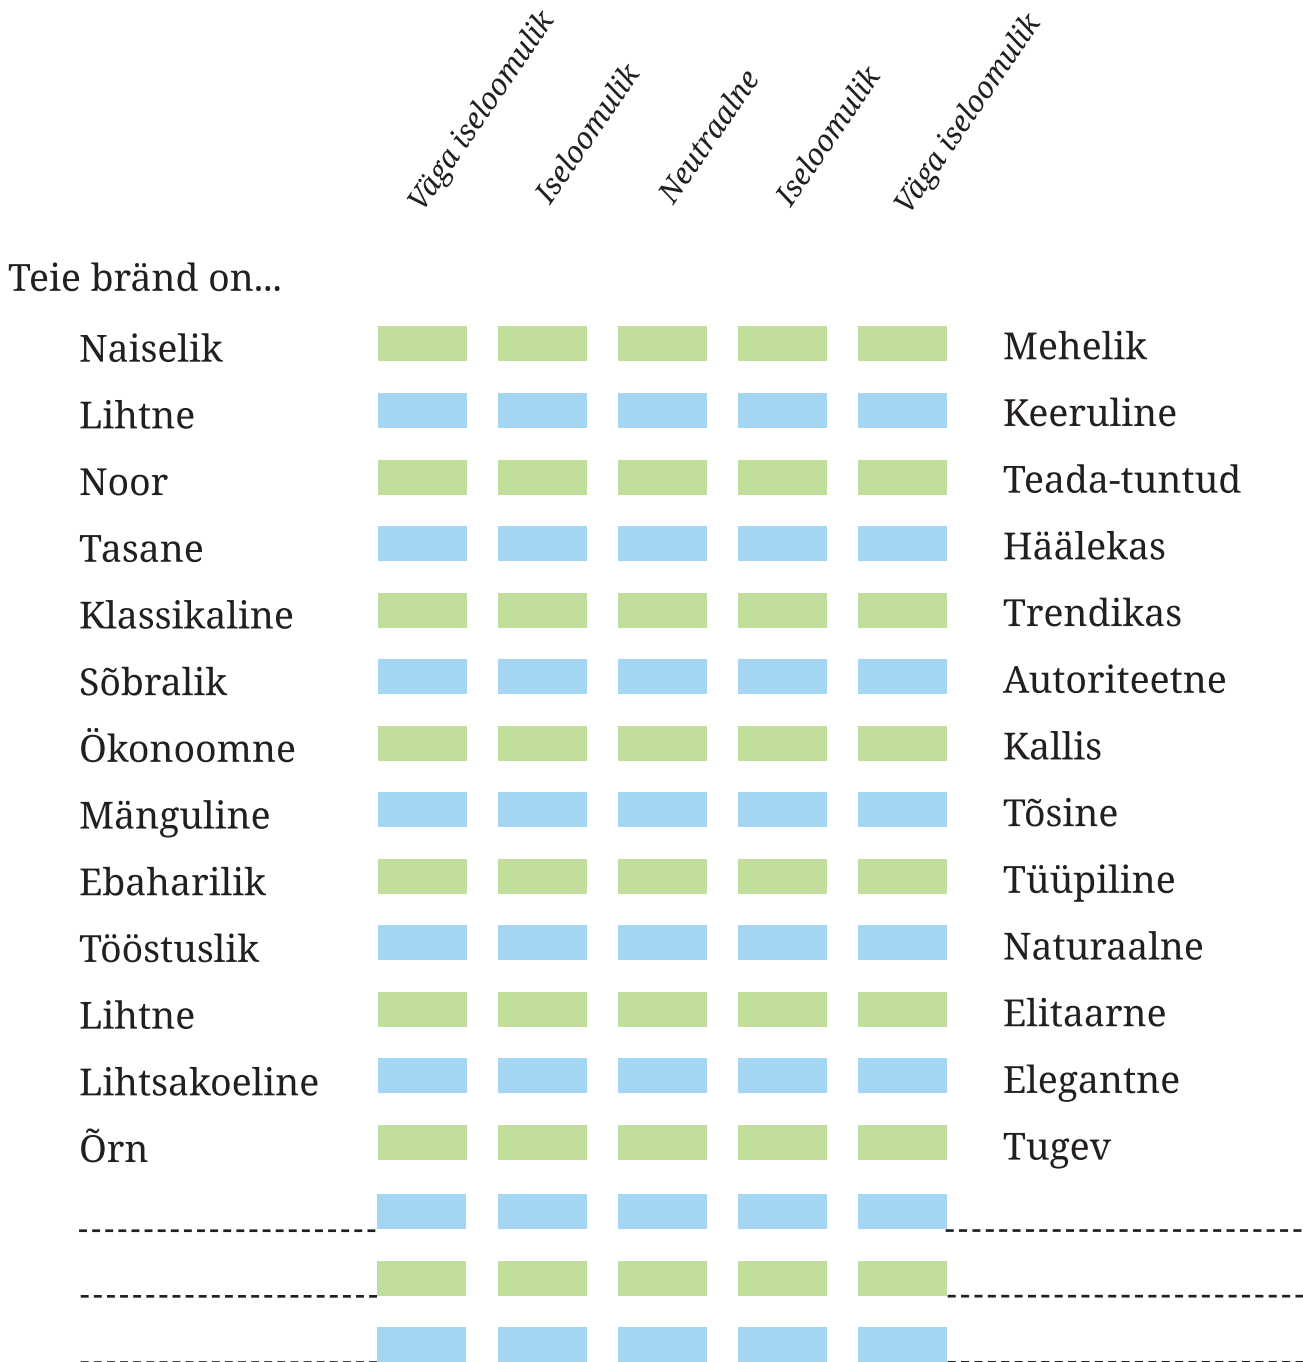 Väga iseloomulik
Iseloomulik
Neutraalne
Iseloomulik
Väga iseloomulik
Teie bränd on...
Naiselik Mehelik
Lihtne Keeruline
Noor Teada-tuntud
Tasane Häälekas
Klassikaline Trendikas
Sõbralik Autoriteetne
Ökonoomne Kallis
Mänguline Tõsine
Ebaharilik Tüüpiline
Tööstuslik Naturaalne
Lihtne Elitaarne
Lihtsakoeline Elegantne
Õrn Tugev